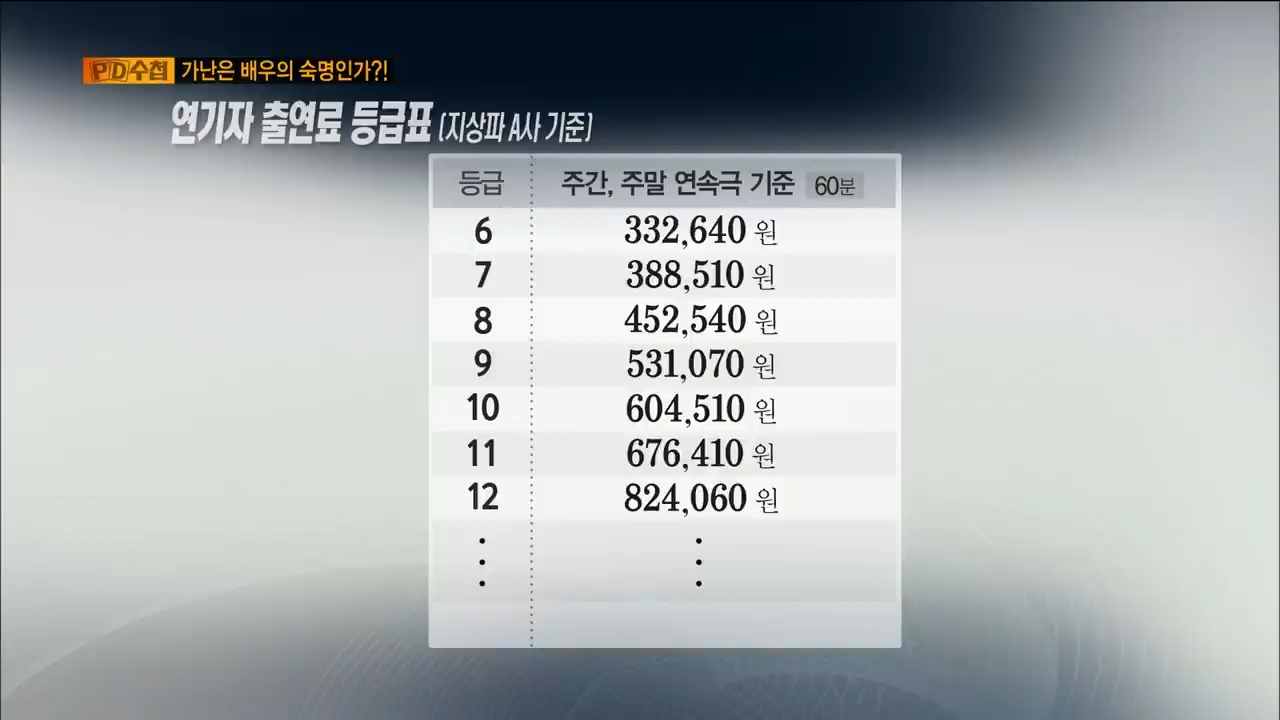 PD수첩 가난은 배우의 숙명인가?!
연기자 출연료 등급표 (지상파 A사 기준)
등급 주간, 주말 연속극 기준 60분
6 332,640 원
7 388,510 원
8 452,540 원
9 531,070 원
10 604,510 원
11 676,410 원
12 824,060 원